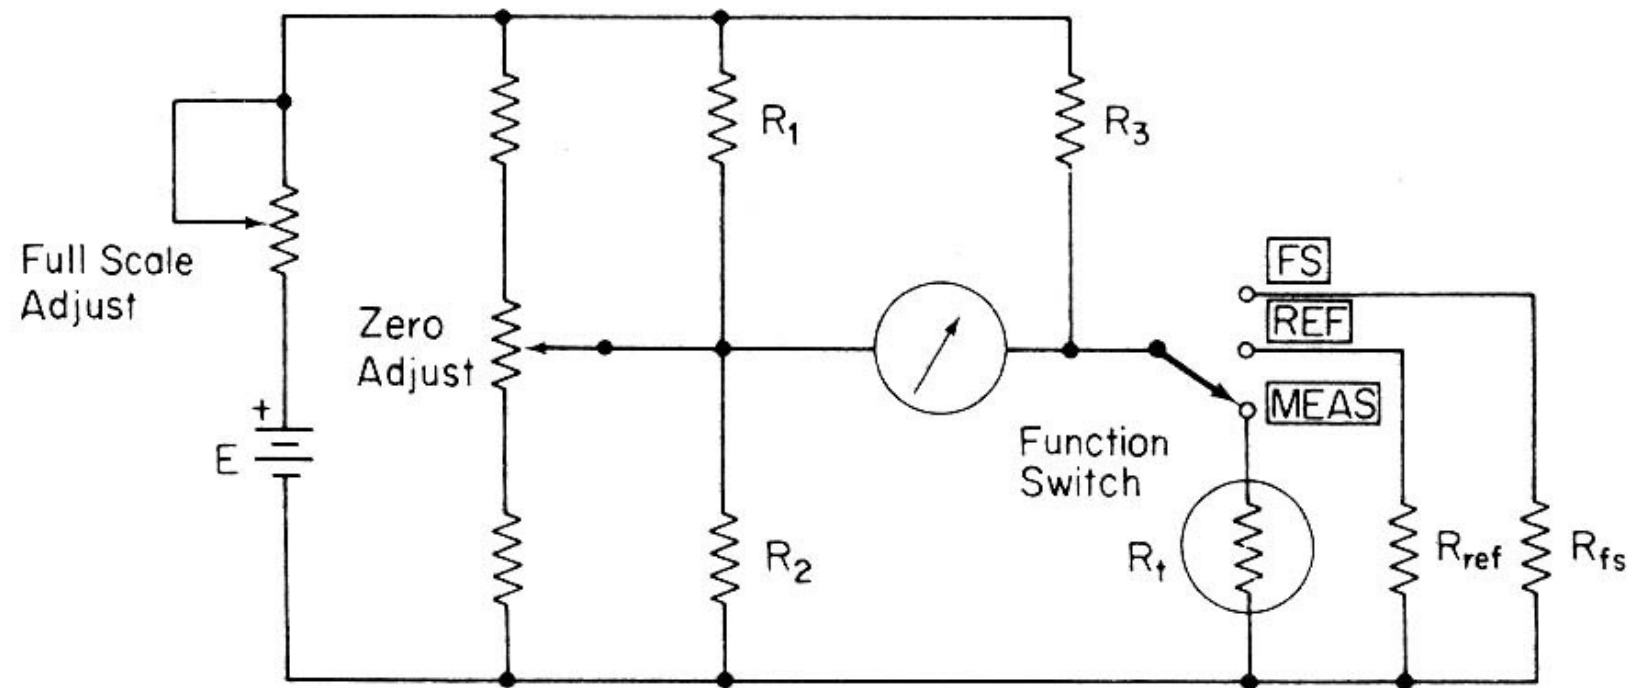 R1
R3
Full Scale
Adjust
FS
REF
Zero
Adjust
MEAS
+
E
Function
Switch
R2
Rt
Rref
Rfs